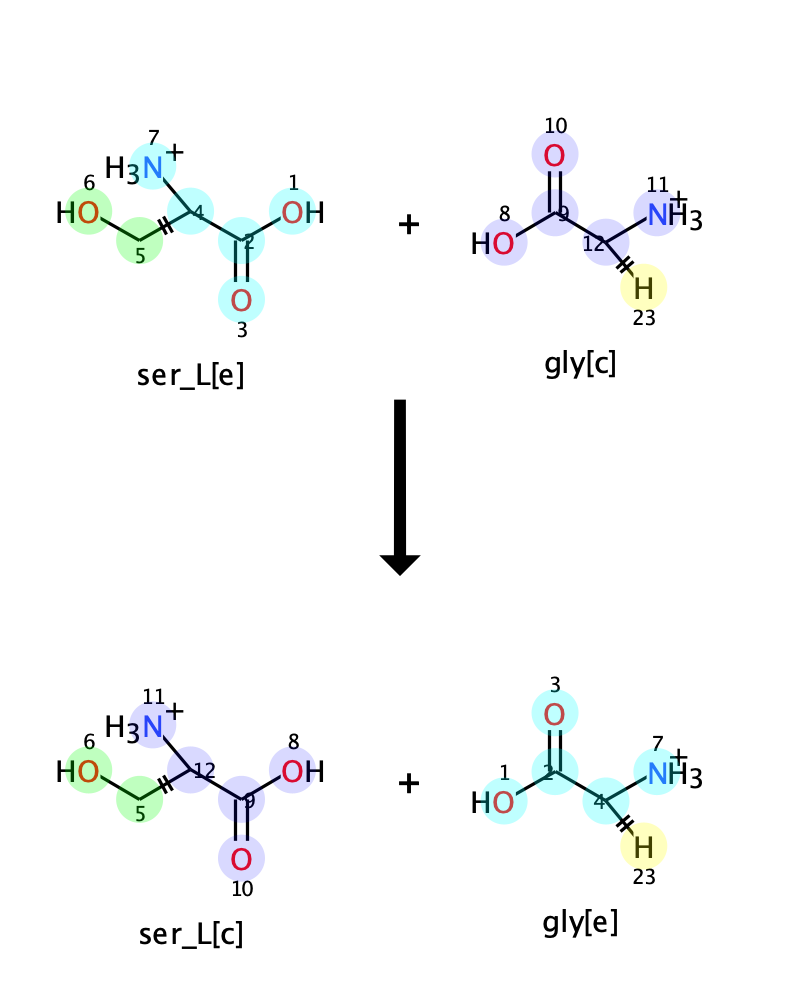 7
H3N+
6
HO
5
4
2
1
OH
O
3
ser_L[e]
+
10
O
8
HO
9
12
11
NH3+
H
23
gly[c]
11
H3N+
6
HO
5
12
9
8
OH
O
10
ser_L[c]
+
3
O
1
HO
2
4
7
NH3+
H
23
gly[e]